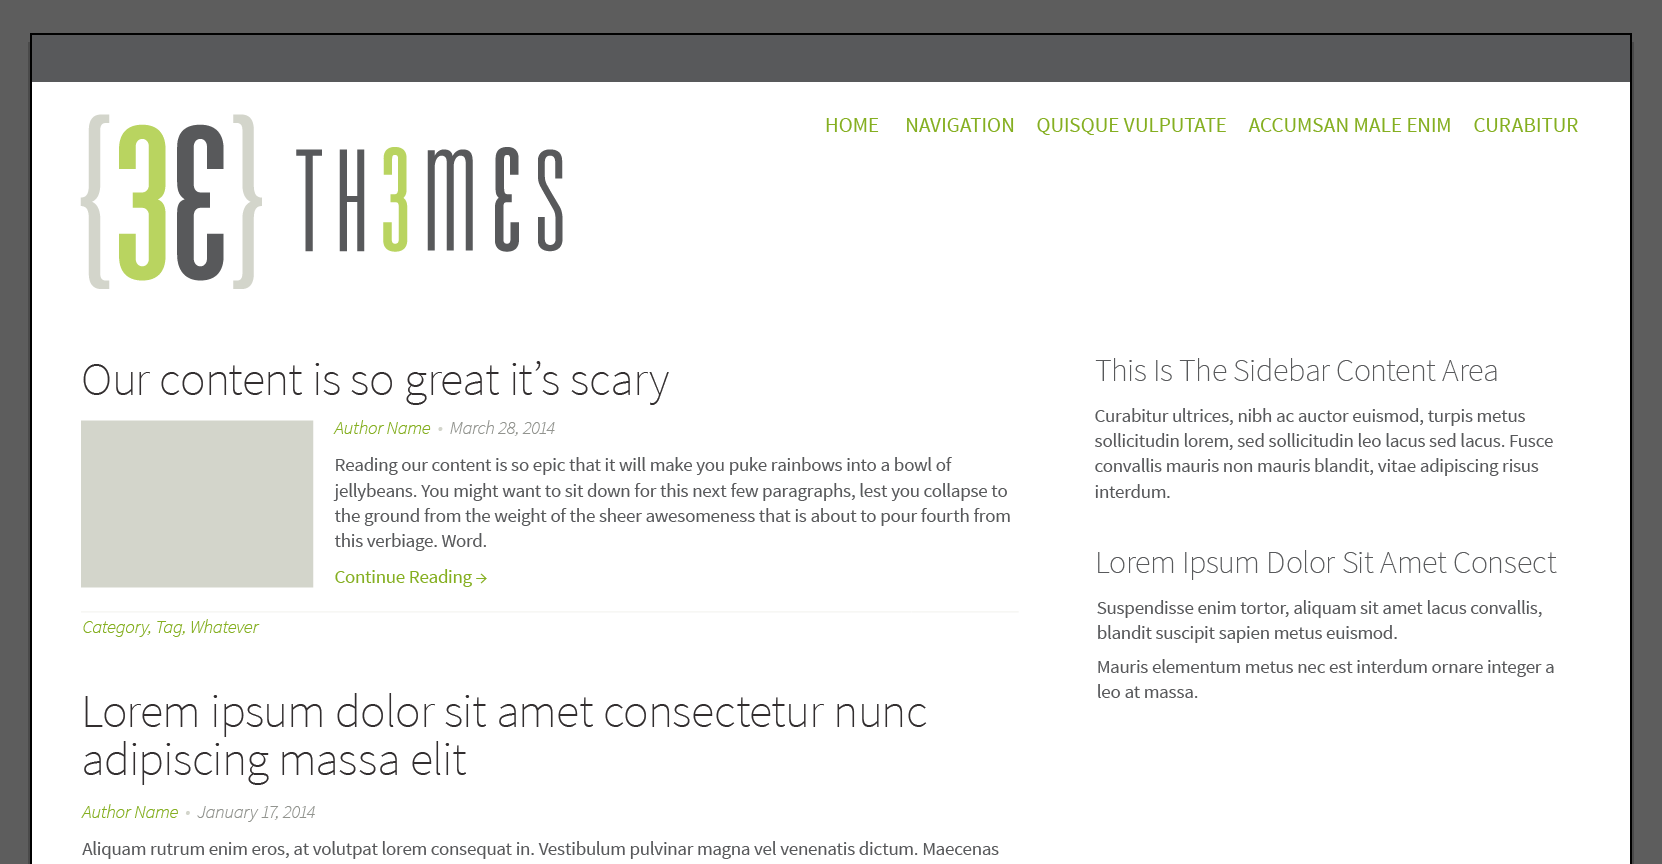 {3Ɛ} TH3MƐS
HOME NAVIGATION QUISQUE VULPUTATE ACCUMSAN MALE ENIM CURABITUR
Our content is so great it’s scary
Author Name • March 28, 2014
Reading our content is so epic that it will make you puke rainbows into a bowl of
jellybeans. You might want to sit down for this next few paragraphs, lest you collapse to
the ground from the weight of the sheer awesomeness that is about to pour fourth from
this verbiage. Word.
Continue Reading →
Category, Tag, Whatever
Lorem ipsum dolor sit amet consectetur nunc
adipiscing massa elit
Author Name • January 17, 2014
Aliquam rutrum enim eros, at volutpat lorem consequat in. Vestibulum pulvinar magna vel venenatis dictum. Maecenas
This Is The Sidebar Content Area
Curabitur ultrices, nibh ac auctor euismod, turpis metus
sollicitudin lorem, sed sollicitudin leo lacus sed lacus. Fusce
convallis mauris non mauris blandit, vitae adipiscing risus
interdum.
Lorem Ipsum Dolor Sit Amet Consect
Suspendisse enim tortor, aliquam sit amet lacus convallis,
blandit suscipit sapien metus euismod.
Mauris elementum metus nec est interdum ornare integer a
leo at massa.